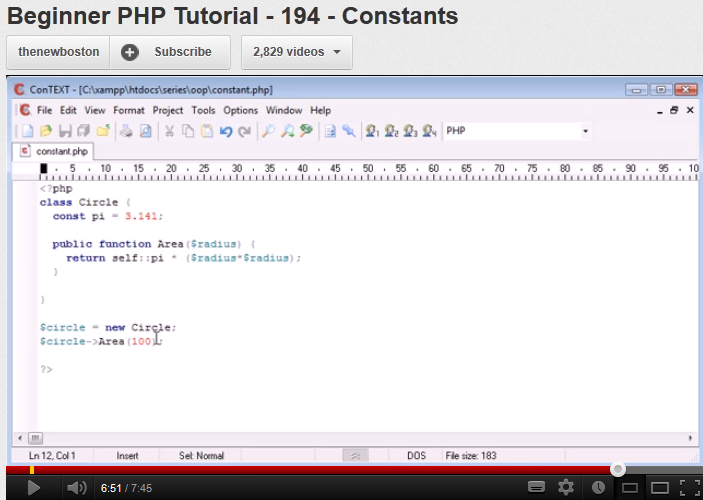 Beginner PHP Tutorial - 194 - Constants
thenewboston Subscribe 2,829 videos
ConTEXT - [C:\xampp\htdocs\series\oop\constant.php]
File Edit View Format Project Tools Options Window Help
PHP
constant.php
5 10 15 20 25 30 35 40 45 50 55 60 65 70 75 80 85 90 95 10
<?php
class Circle {
const pi = 3.141;
public function Area($radius) {
return self::pi * ($radius*$radius);
}
}
$circle = new Circle;
$circle->Area(100);
?>
Ln 12, Col 1 Insert Sel: Normal DOS File size: 183
6:51 / 7:45